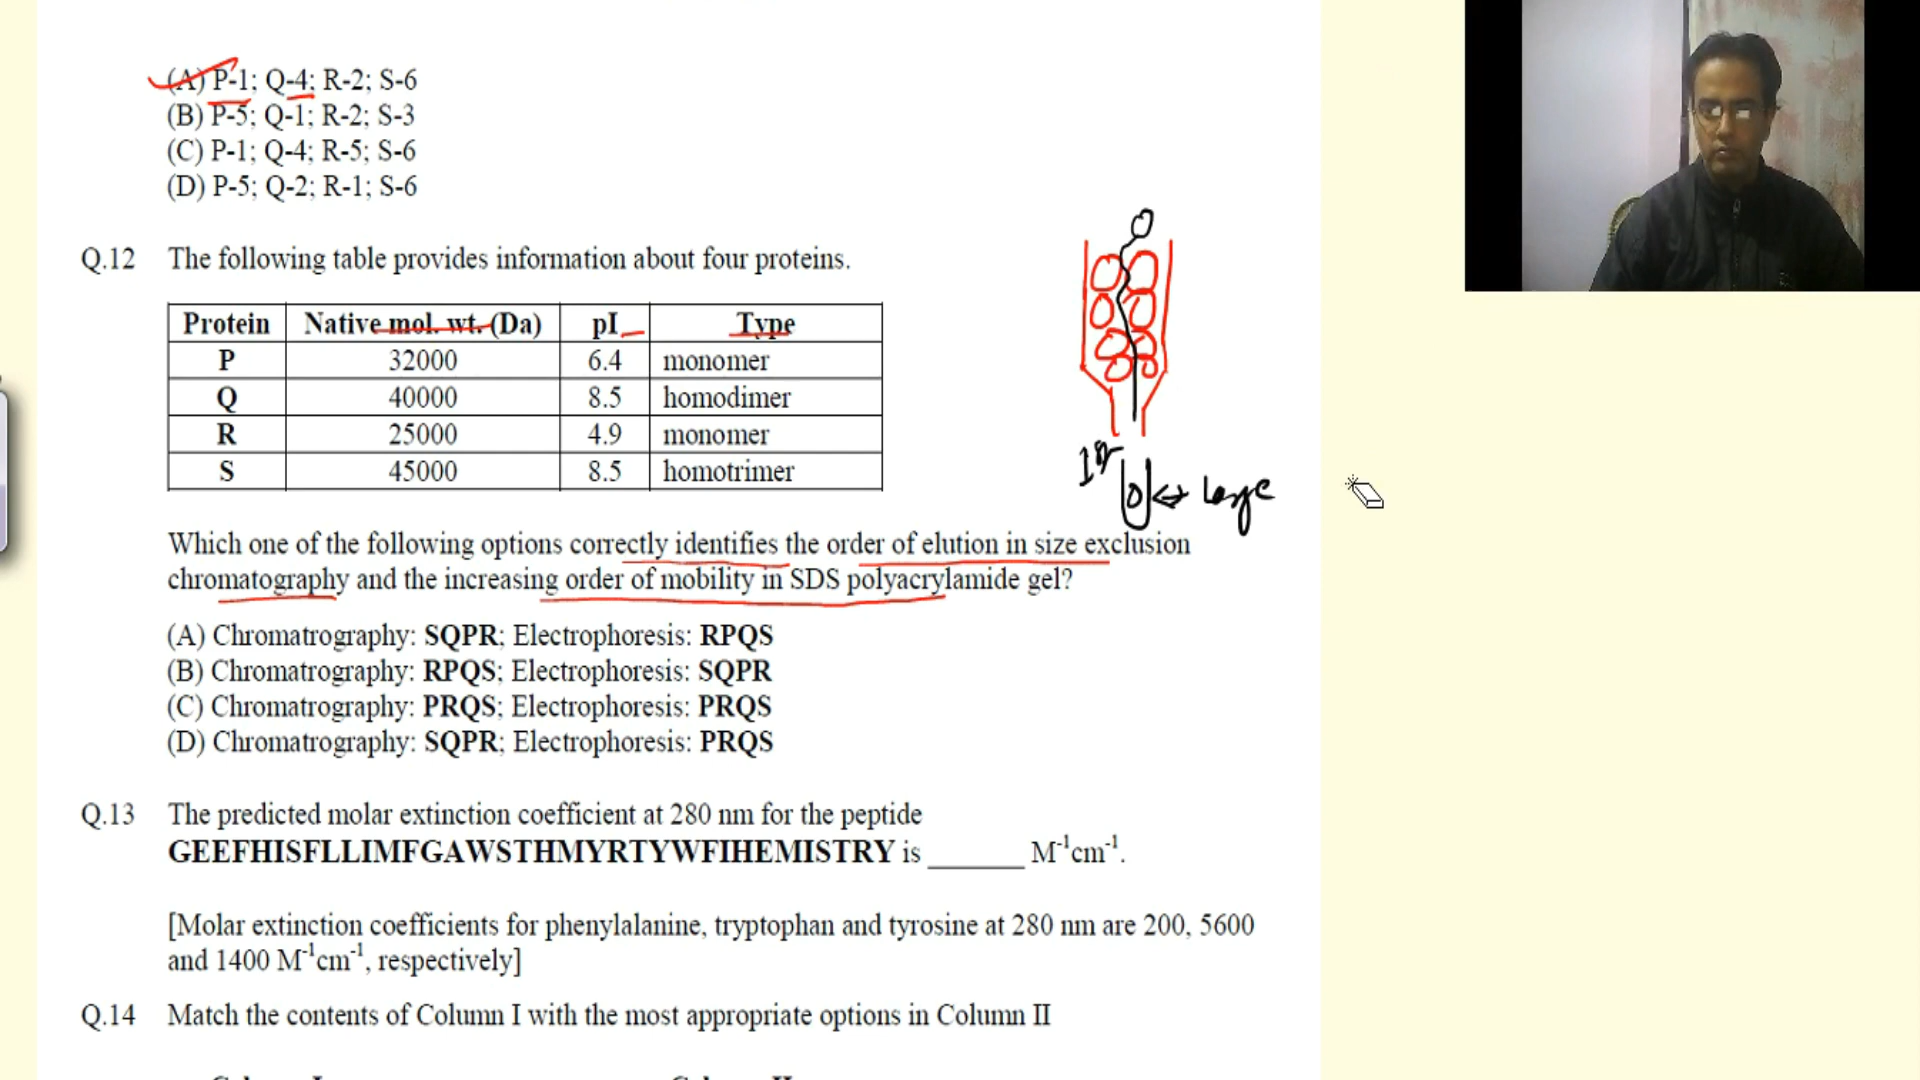 (A) P-1; Q-4; R-2; S-6
(B) P-5; Q-1; R-2; S-3
(C) P-1; Q-4; R-5; S-6
(D) P-5; Q-2; R-1; S-6
Q.12 The following table provides information about four proteins.
Protein Native mol. wt. (Da) pI Type
P 32000 6.4 monomer
Q 40000 8.5 homodimer
R 25000 4.9 monomer
S 45000 8.5 homotrimer
Large
Which one of the following options correctly identifies the order of elution in size exclusion
chromatography and the increasing order of mobility in SDS polyacrylamide gel?
(A) Chromatrography: SQPR; Electrophoresis: RPQS
(B) Chromatrography: RPQS; Electrophoresis: SQPR
(C) Chromatrography: PRQS; Electrophoresis: PRQS
(D) Chromatrography: SQPR; Electrophoresis: PRQS
Q.13 The predicted molar extinction coefficient at 280 nm for the peptide
GEEFHISFLLIMFGAWSTHMYRTYWFIHEMISTRY is ______ M⁻¹cm⁻¹.
[Molar extinction coefficients for phenylalanine, tryptophan and tyrosine at 280 nm are 200, 5600
and 1400 M⁻¹cm⁻¹, respectively]
Q.14 Match the contents of Column I with the most appropriate options in Column II